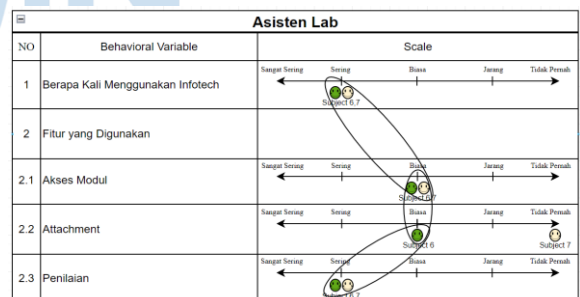 Asisten Lab
NO Behavioral Variable Scale
Sangat Sering Sering Biasa Jarang Tidak Pernah
1 Berapa Kali Menggunakan Infotech
Subject 6,7
2 Fitur yang Digunakan
Sangat Sering Sering Biasa Jarang Tidak Pernah
2.1 Akses Modul
Subject 6,7
Sangat Sering Sering Biasa Jarang Tidak Pernah
2.2 Attachment
Subject 6 Subject 7
Sangat Sering Sering Biasa Jarang Tidak Pernah
2.3 Penilaian
Subject 6,7